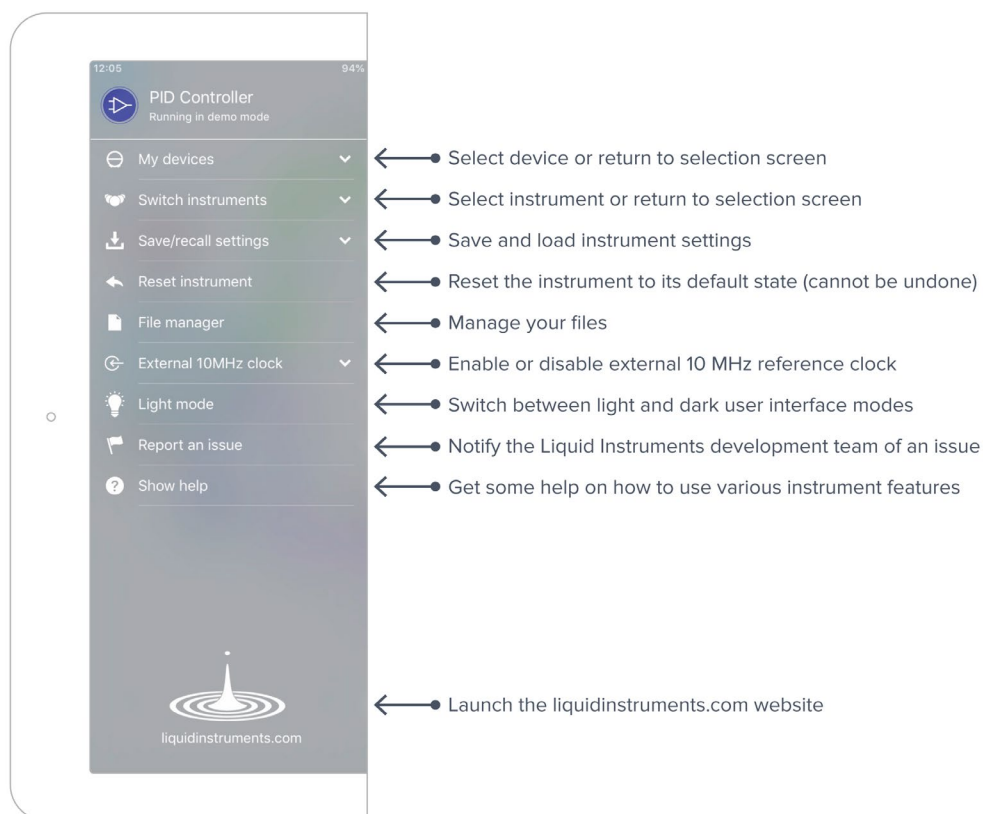 12:05 94%
PID Controller
Running in demo mode
My devices Select device or return to selection screen
Switch instruments Select instrument or return to selection screen
Save/recall settings Save and load instrument settings
Reset instrument Reset the instrument to its default state (cannot be undone)
File manager Manage your files
External 10MHz clock Enable or disable external 10 MHz reference clock
Light mode Switch between light and dark user interface modes
Report an issue Notify the Liquid Instruments development team of an issue
? Show help Get some help on how to use various instrument features
Launch the liquidinstruments.com website
liquidinstruments.com